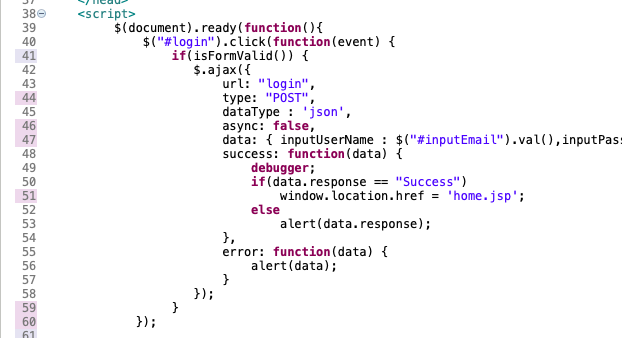 37 </head>
38 <script>
39 $(document).ready(function(){
40 $("#login").click(function(event) {
41 if(isFormValid()) {
42 $.ajax({
43 url: "login",
44 type: "POST",
45 dataType : 'json',
46 async: false,
47 data: { inputUserName : $("#inputEmail").val(),inputPas
48 success: function(data) {
49 debugger;
50 if(data.response == "Success")
51 window.location.href = 'home.jsp';
52 else
53 alert(data.response);
54 },
55 error: function(data) {
56 alert(data);
57 }
58 });
59 }
60 });
61